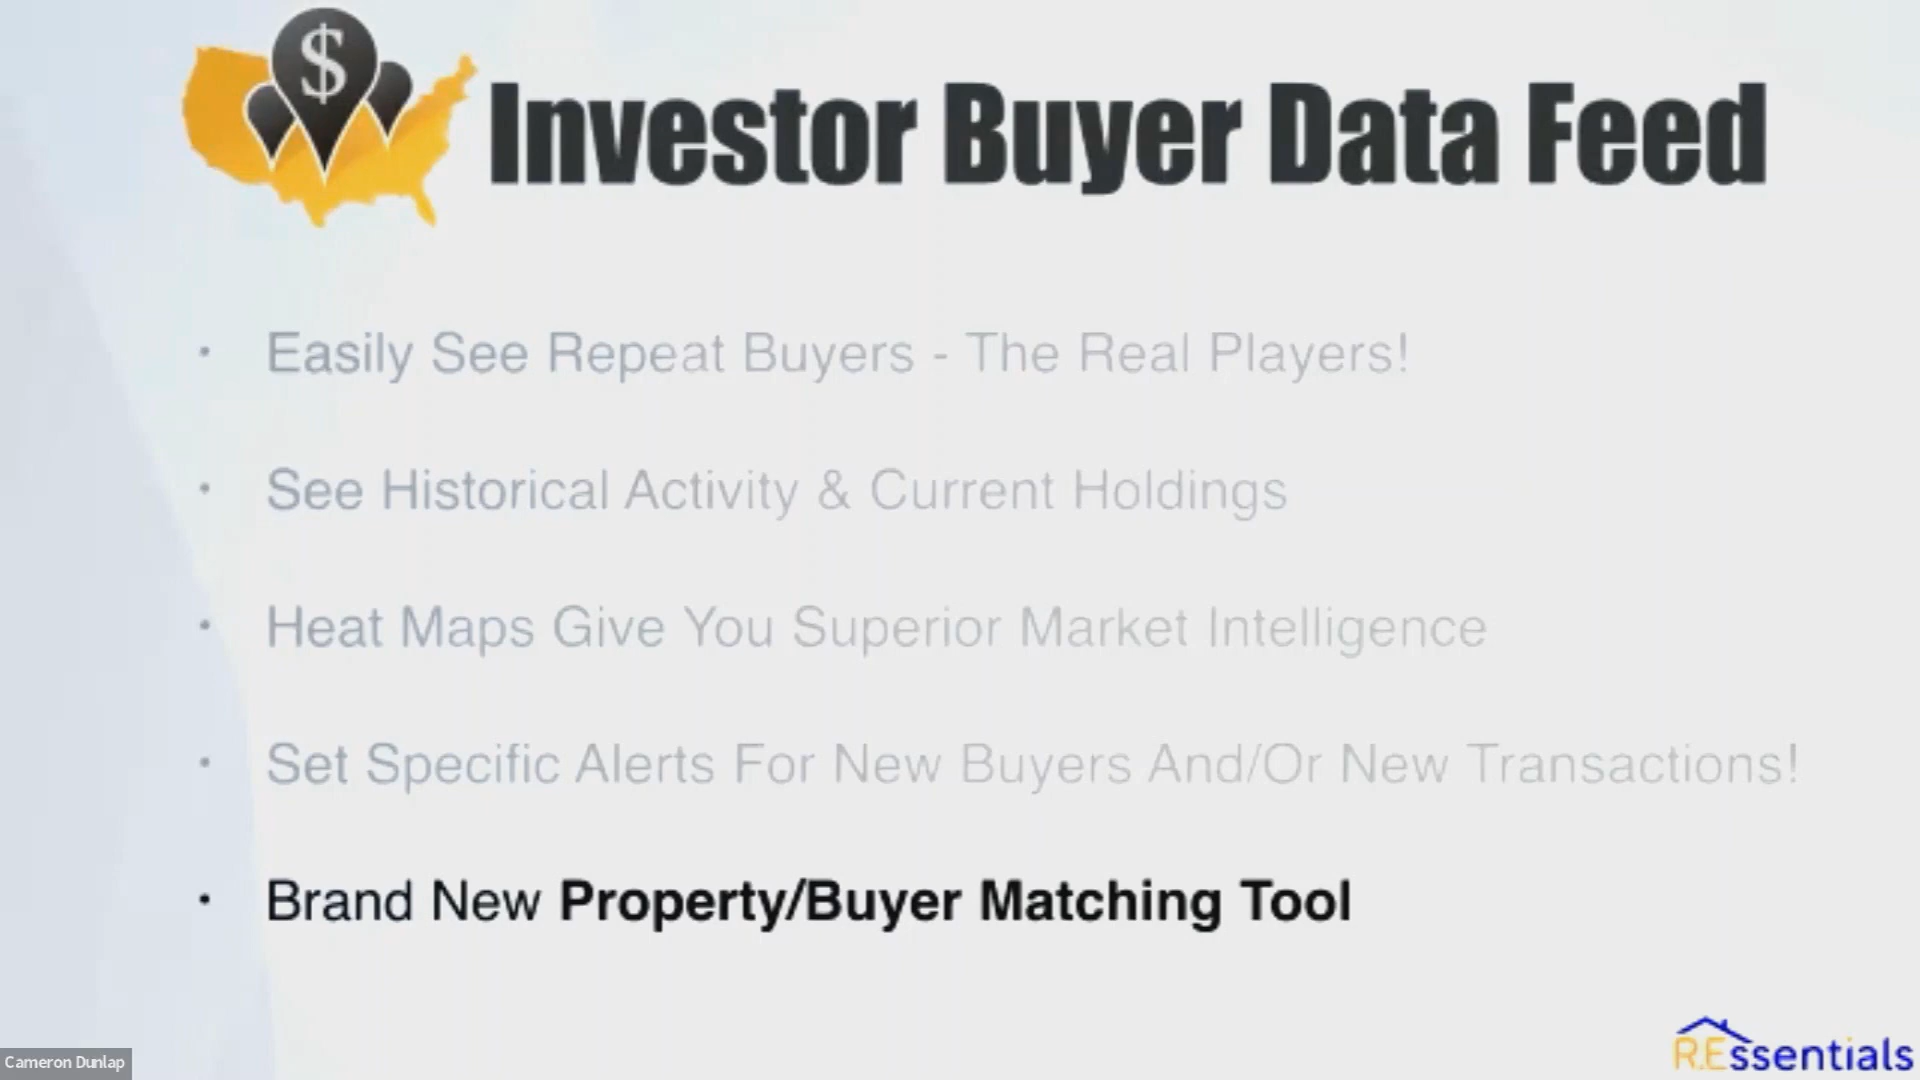 $
Investor Buyer Data Feed
• Easily See Repeat Buyers - The Real Players!
• See Historical Activity & Current Holdings
• Heat Maps Give You Superior Market Intelligence
• Set Specific Alerts For New Buyers And/Or New Transactions!
• Brand New Property/Buyer Matching Tool
R.Essentials
Cameron Dunlap